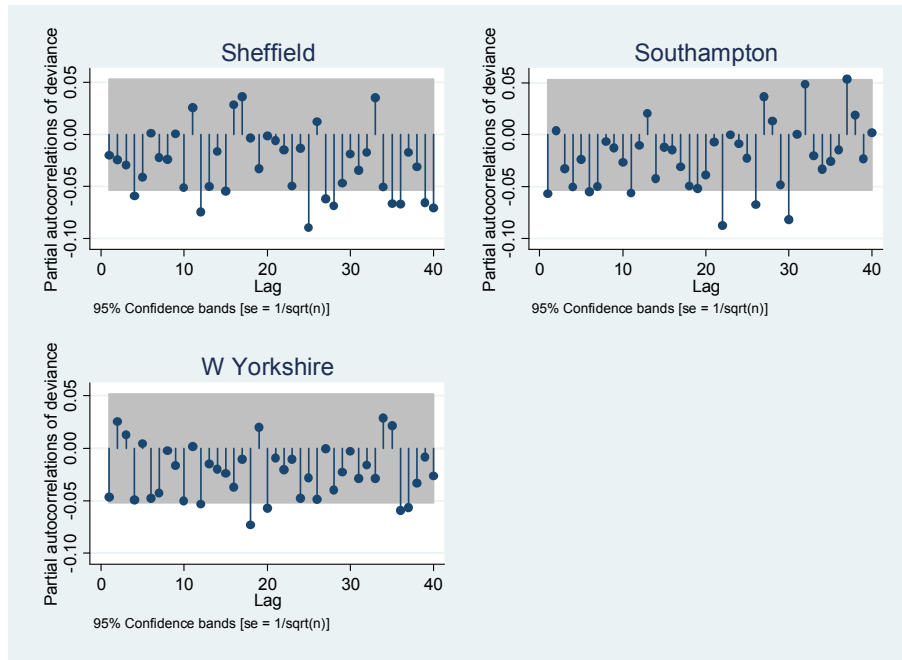 Sheffield
Partial autocorrelations of deviance
0.05
0.00
-0.05
-0.10
0 10 20 30 40
Lag
95% Confidence bands [se = 1/sqrt(n)]
Southampton
Partial autocorrelations of deviance
0.05
0.00
-0.05
-0.10
0 10 20 30 40
Lag
95% Confidence bands [se = 1/sqrt(n)]
W Yorkshire
Partial autocorrelations of deviance
0.05
0.00
-0.05
-0.10
0 10 20 30 40
Lag
95% Confidence bands [se = 1/sqrt(n)]